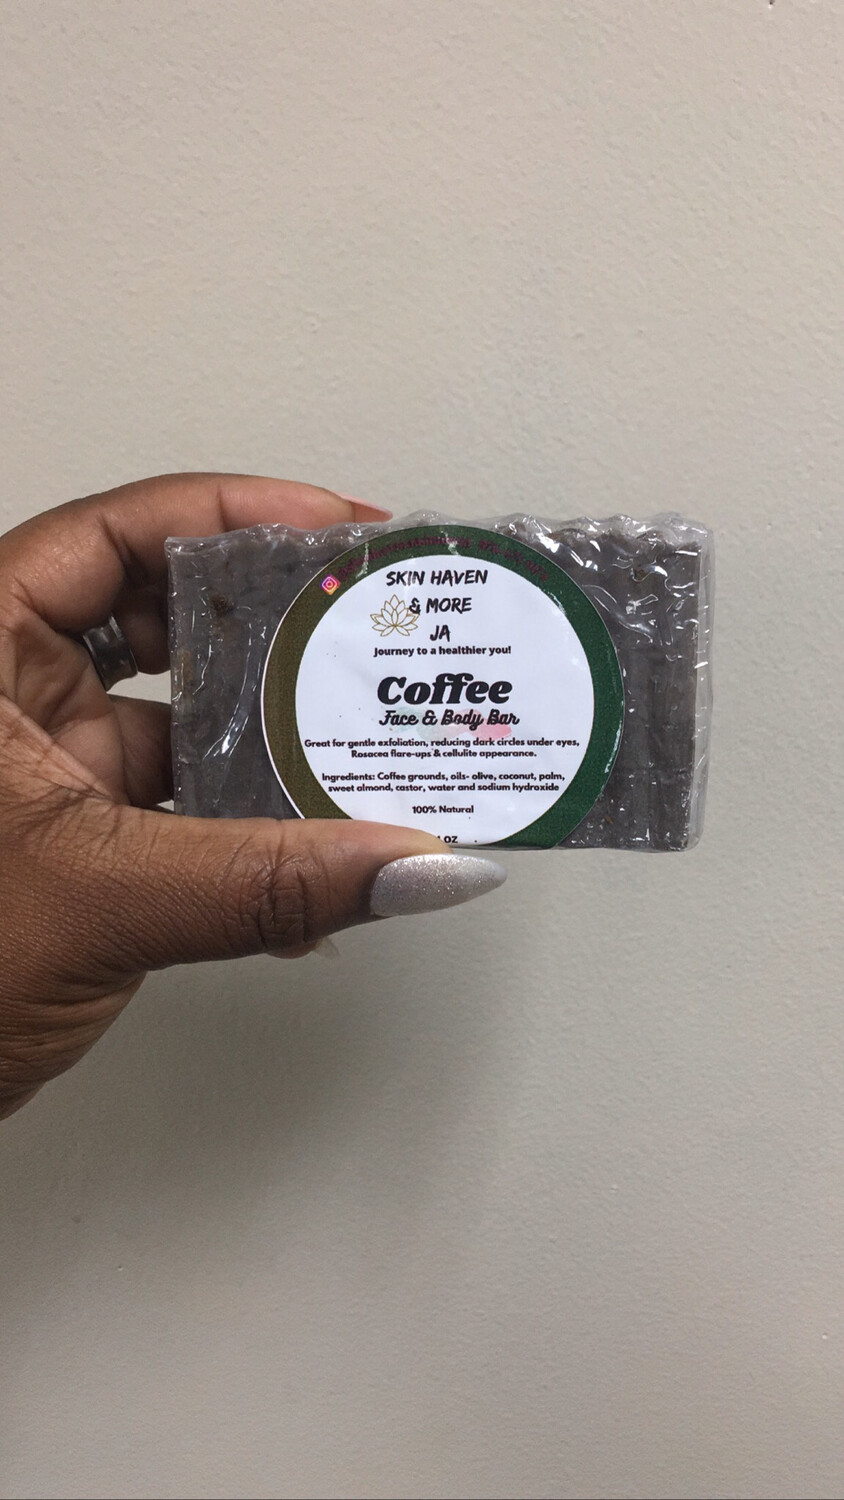 SKIN HAVEN
& MORE
JA
Journey to a healthier you!
Coffee
Face & Body Bar
Great for gentle exfoliation, reducing dark circles under eyes,
Rosacea flare-ups & cellulite appearance.
Ingredients: Coffee grounds, oils- olive, coconut, palm,
sweet almond, castor, water and sodium hydroxide
100% Natural
OZ